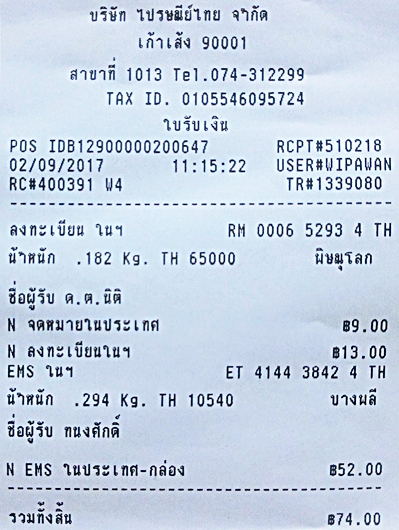 บริษัท ไปรษณีย์ไทย จำกัด
เก้าเส้ง 90001
สาขาที่ 1013 Tel.074-312299
TAX ID. 0105546095724
ใบรับเงิน
POS IDB12900000200647 RCPT#510218
02/09/2017 11:15:22 USER#WIPAWAN
RC#400391 W4 TR#1339080
ลงทะเบียน ในฯ RM 0006 5293 4 TH
น้ำหนัก .182 Kg. TH 65000 พิษณุโลก
ชื่อผู้รับ ด.ต.นิติ
N จดหมายในประเทศ ฿9.00
N ลงทะเบียนในฯ ฿13.00
EMS ในฯ ET 4144 3842 4 TH
น้ำหนัก .294 Kg. TH 10540 บางพลี
ชื่อผู้รับ ทนงศักดิ์
N EMS ในประเทศ-กล่อง ฿52.00
รวมทั้งสิ้น ฿74.00